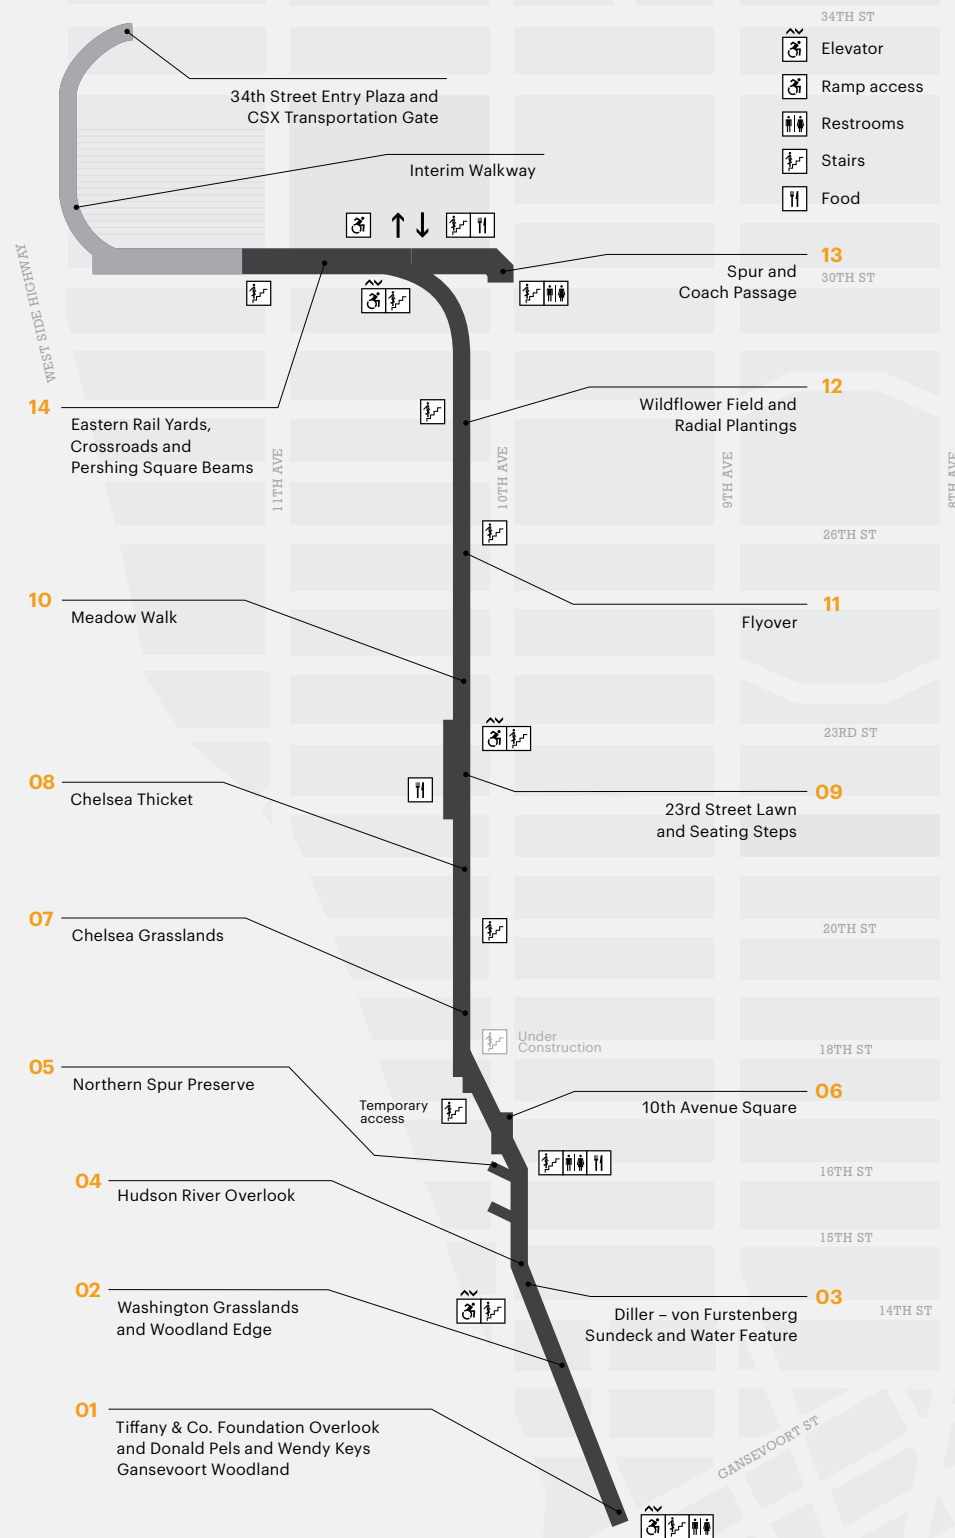 34TH ST
Elevator
Ramp access
Restrooms
Stairs
Food
34th Street Entry Plaza and
CSX Transportation Gate
Interim Walkway
13
Spur and
Coach Passage
30TH ST
WEST SIDE HIGHWAY
12
Wildflower Field and
Radial Plantings
14
Eastern Rail Yards,
Crossroads and
Pershing Square Beams
11TH AVE
10TH AVE
9TH AVE
8TH AVE
26TH ST
10
Meadow Walk
11
Flyover
23RD ST
08
Chelsea Thicket
09
23rd Street Lawn
and Seating Steps
07
Chelsea Grasslands
20TH ST
Under
Construction
18TH ST
05
Northern Spur Preserve
06
10th Avenue Square
Temporary
access
16TH ST
04
Hudson River Overlook
15TH ST
02
Washington Grasslands
and Woodland Edge
03
Diller – von Furstenberg
Sundeck and Water Feature
14TH ST
01
Tiffany & Co. Foundation Overlook
and Donald Pels and Wendy Keys
Gansevoort Woodland
GANSEVOORT ST